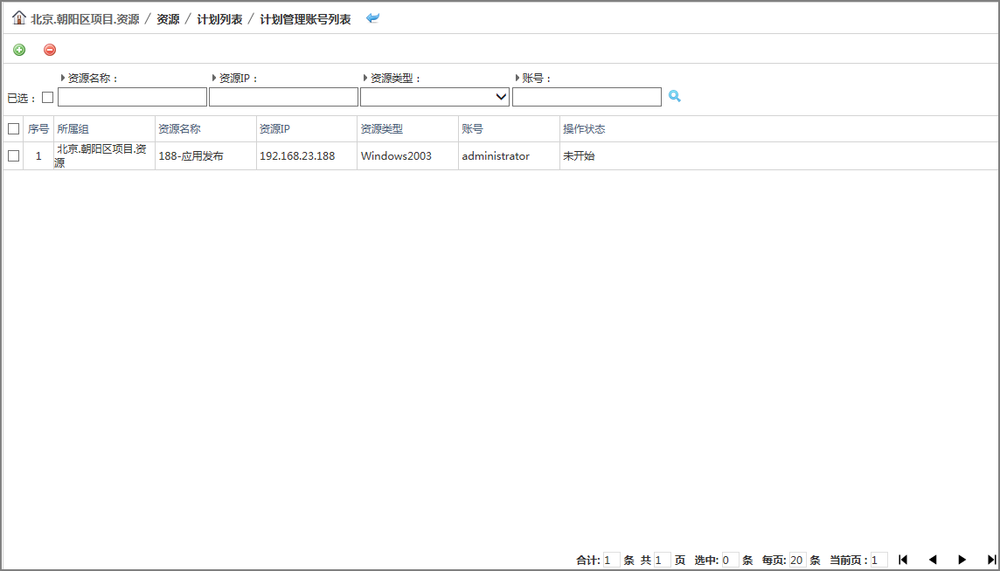 北京.朝阳区项目.资源 / 资源 / 计划列表 / 计划管理账号列表
资源名称： 资源IP： 资源类型： 账号：
已选：
序号 所属组 资源名称 资源IP 资源类型 账号 操作状态
1 北京.朝阳区项目.资源 188-应用发布 192.168.23.188 Windows2003 administrator 未开始
合计: 1 条 共 1 页 选中: 0 条 每页: 20 条 当前页： 1